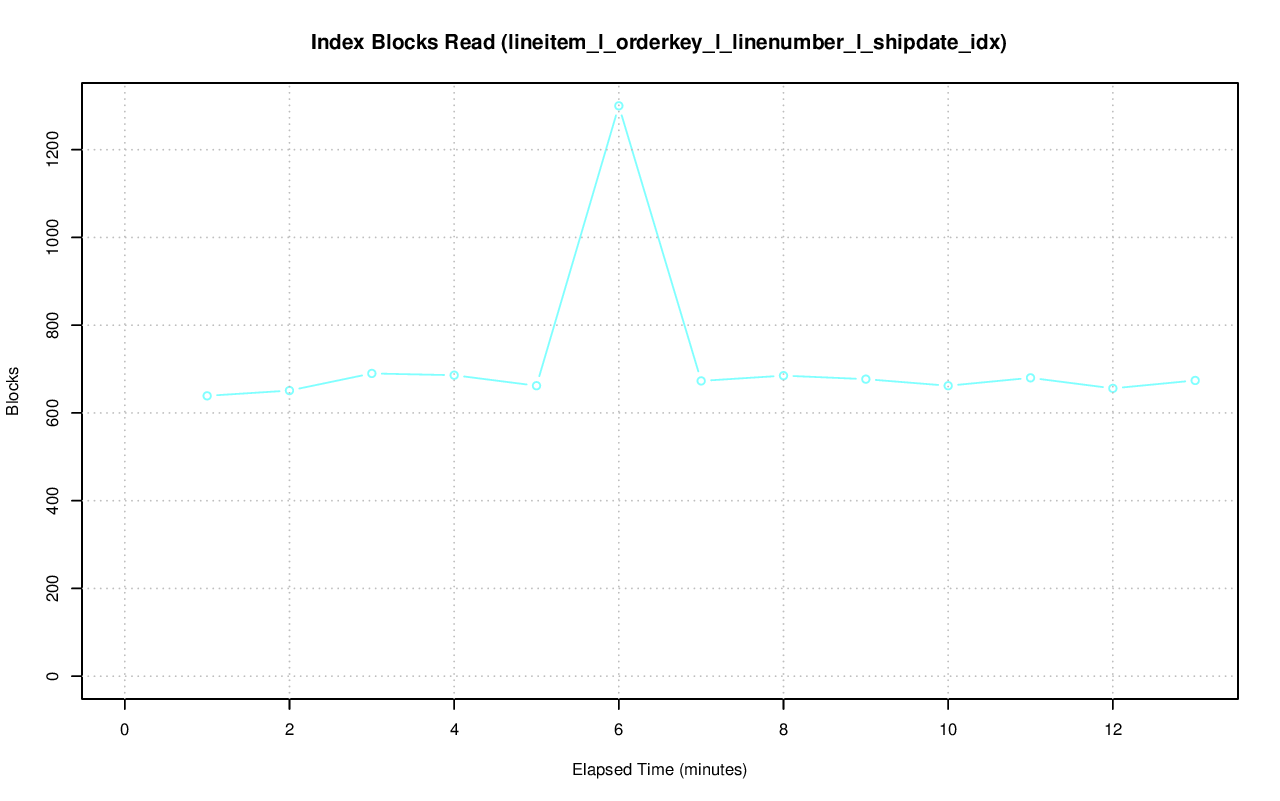 Index Blocks Read (lineitem_l_orderkey_l_linenumber_l_shipdate_idx)
1200
1000
800
600
400
200
0
Blocks
0 2 4 6 8 10 12
Elapsed Time (minutes)